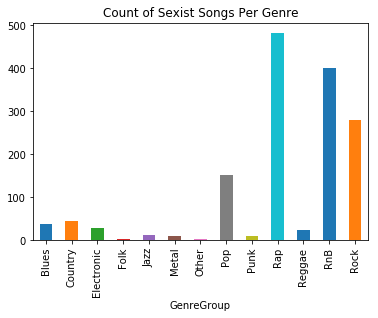 Count of Sexist Songs Per Genre
500
400
300
200
100
0
Blues
Country
Electronic
Folk
Jazz
Metal
Other
Pop
Punk
Rap
Reggae
RnB
Rock
GenreGroup